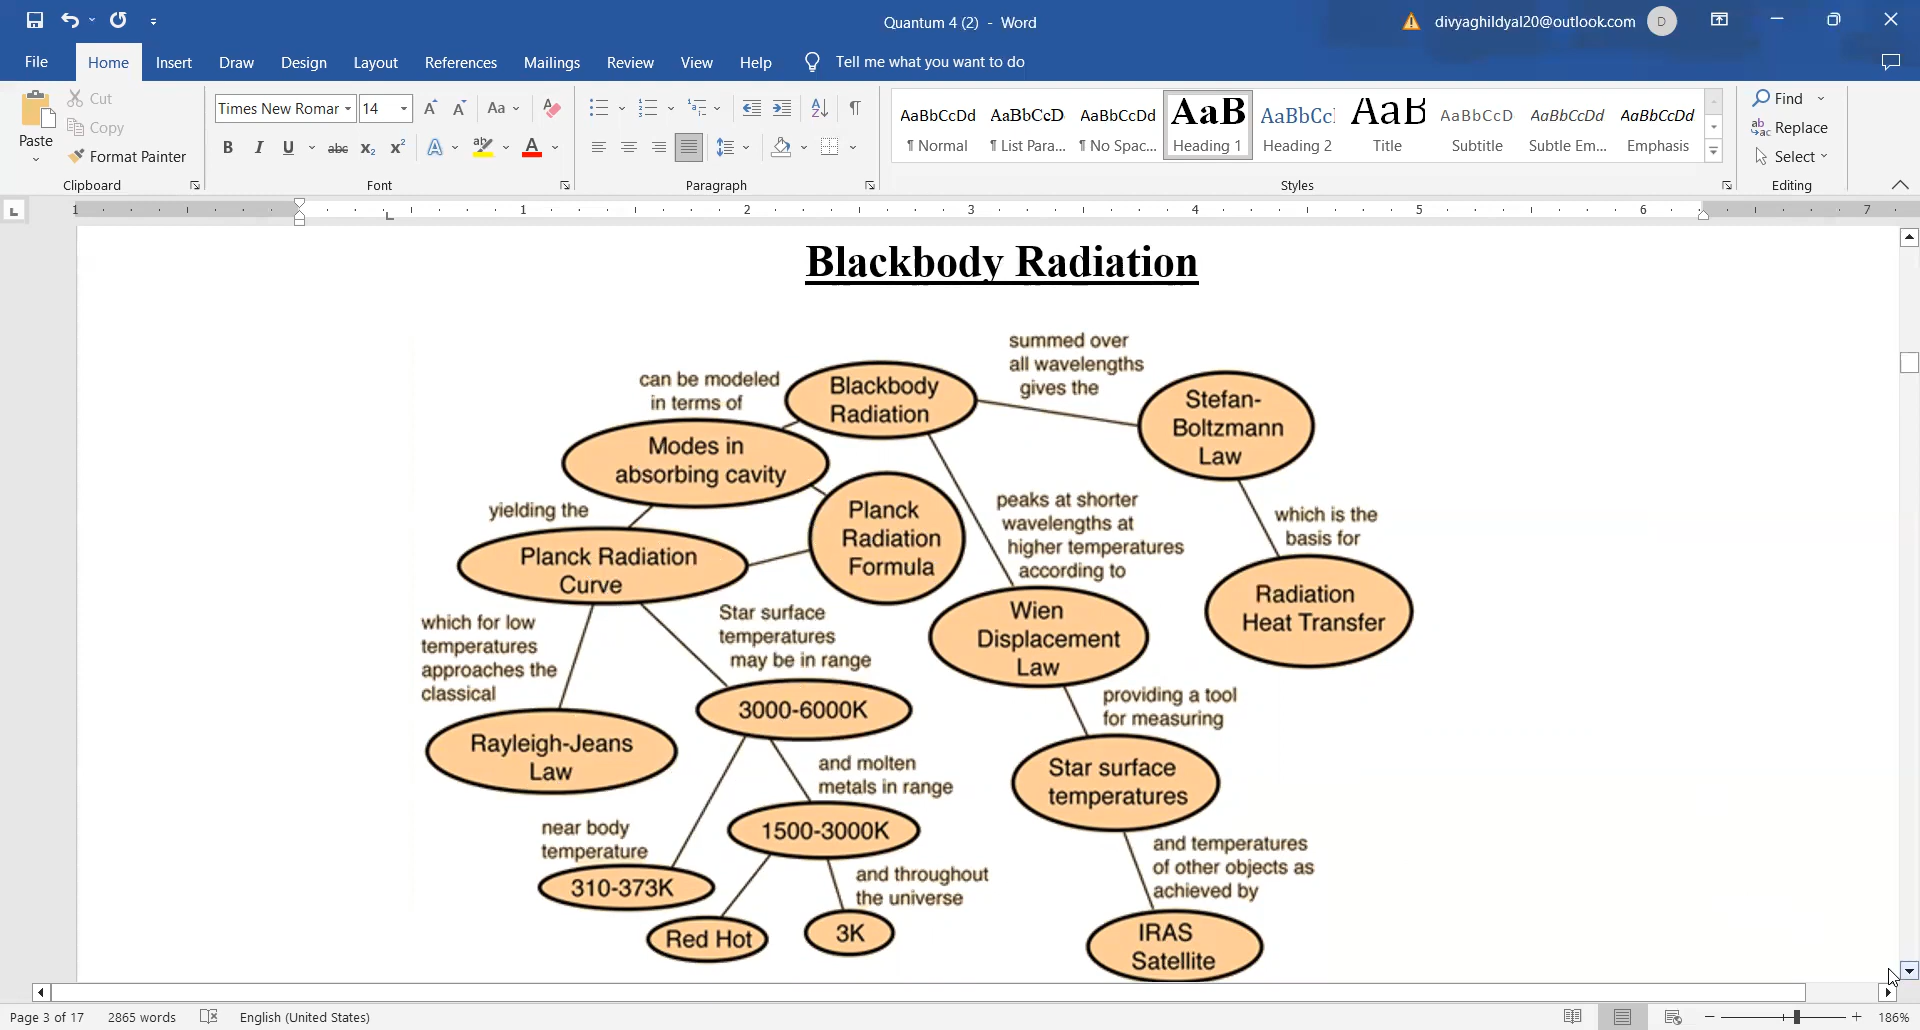 Quantum 4 (2) - Word
divyaghildyal20@outlook.com
D
File Home Insert Draw Design Layout References Mailings Review View Help Tell me what you want to do
Paste
Cut
Copy
Format Painter
Clipboard
Times New Romar 14
Font
Paragraph
AaBbCcDd AaBbCcD AaBbCcDd AaB AaBbCc AaB AaBbCcD AaBbCcDd AaBbCcDd
¶ Normal ¶ List Para... ¶ No Spac... Heading 1 Heading 2 Title Subtitle Subtle Em... Emphasis
Styles
Find
Replace
Select
Editing
1 1 2 3 4 5 6 7
Blackbody Radiation
can be modeled
in terms of
Blackbody
Radiation
summed over
all wavelengths
gives the
Stefan-
Boltzmann
Law
Modes in
absorbing cavity
yielding the
Planck
Radiation
Formula
peaks at shorter
wavelengths at
higher temperatures
according to
which is the
basis for
Planck Radiation
Curve
Radiation
Heat Transfer
which for low
temperatures
approaches the
classical
Star surface
temperatures
may be in range
Wien
Displacement
Law
3000-6000K
providing a tool
for measuring
Rayleigh-Jeans
Law
and molten
metals in range
Star surface
temperatures
near body
temperature
1500-3000K
and temperatures
of other objects as
achieved by
310-373K
and throughout
the universe
Red Hot
3K
IRAS
Satellite
Page 3 of 17 2865 words English (United States) 186%